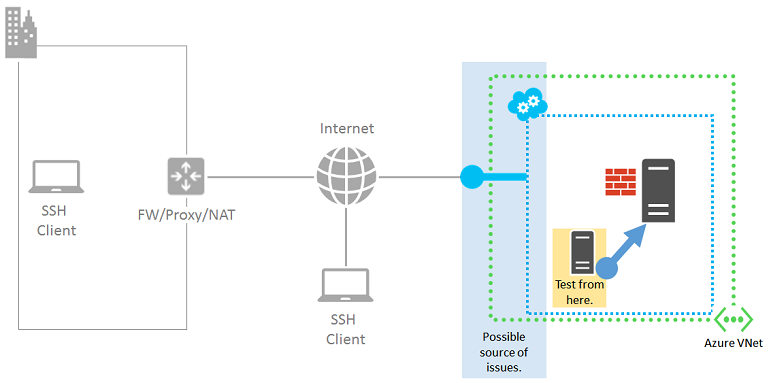 Internet
SSH
Client
FW/Proxy/NAT
SSH
Client
Test from
here.
Possible
source of
issues.
Azure VNet